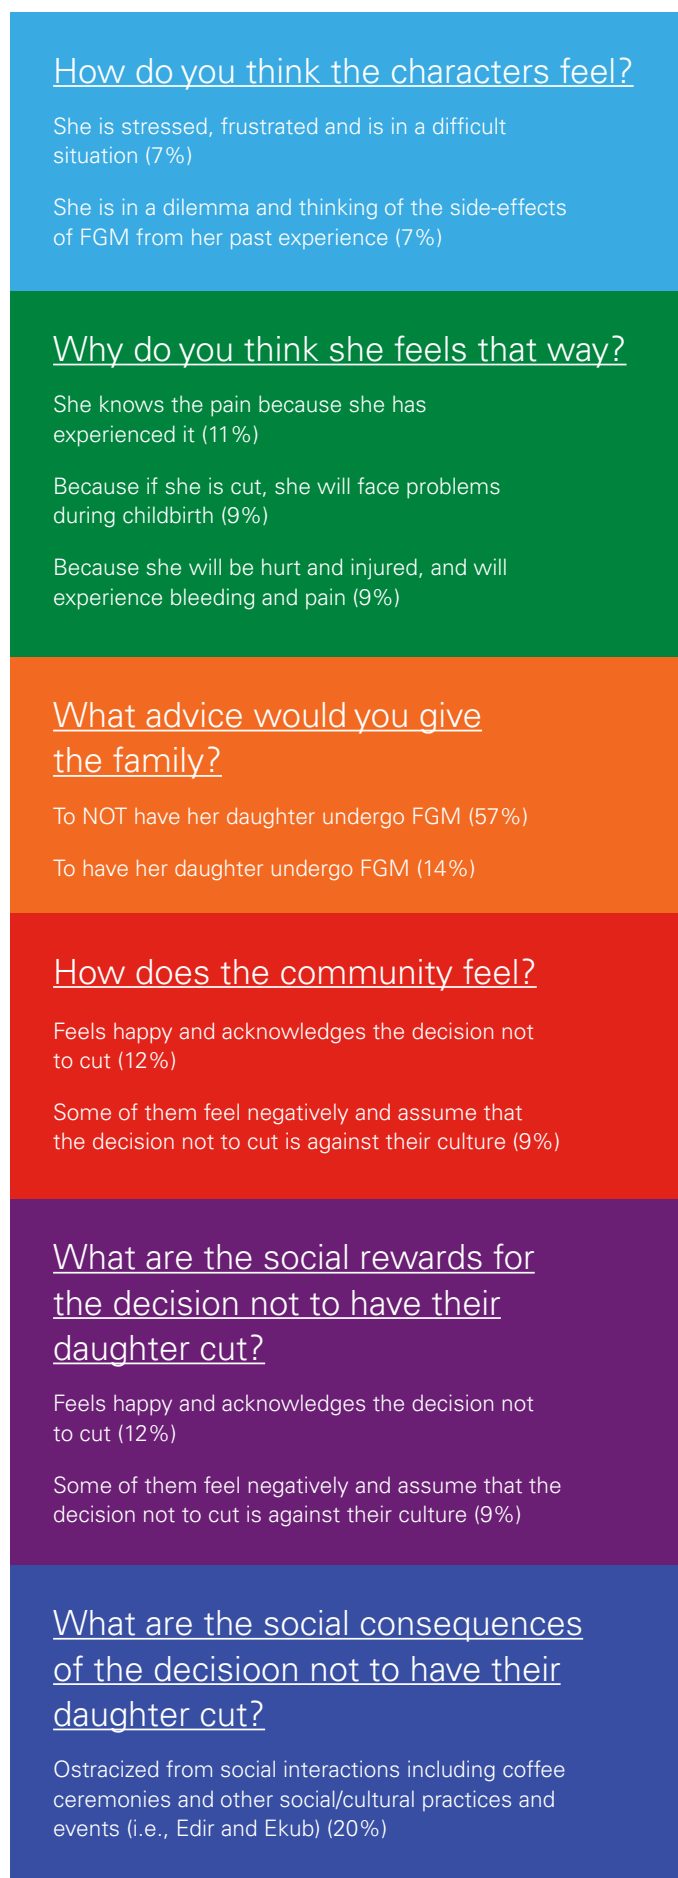 How do you think the characters feel?
She is stressed, frustrated and is in a difficult
situation (7%)
She is in a dilemma and thinking of the side-effects
of FGM from her past experience (7%)
Why do you think she feels that way?
She knows the pain because she has
experienced it (11%)
Because if she is cut, she will face problems
during childbirth (9%)
Because she will be hurt and injured, and will
experience bleeding and pain (9%)
What advice would you give
the family?
To NOT have her daughter undergo FGM (57%)
To have her daughter undergo FGM (14%)
How does the community feel?
Feels happy and acknowledges the decision not
to cut (12%)
Some of them feel negatively and assume that
the decision not to cut is against their culture (9%)
What are the social rewards for
the decision not to have their
daughter cut?
Feels happy and acknowledges the decision not
to cut (12%)
Some of them feel negatively and assume that the
decision not to cut is against their culture (9%)
What are the social consequences
of the decisioon not to have their
daughter cut?
Ostracized from social interactions including coffee
ceremonies and other social/cultural practices and
events (i.e., Edir and Ekub) (20%)